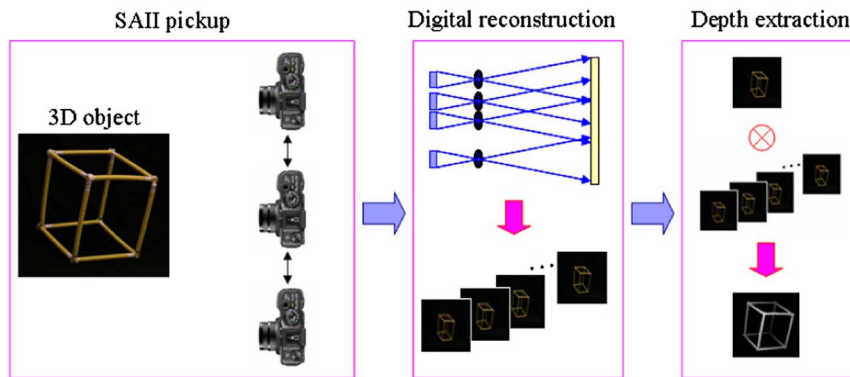 SAII pickup
Digital reconstruction
Depth extraction
3D object